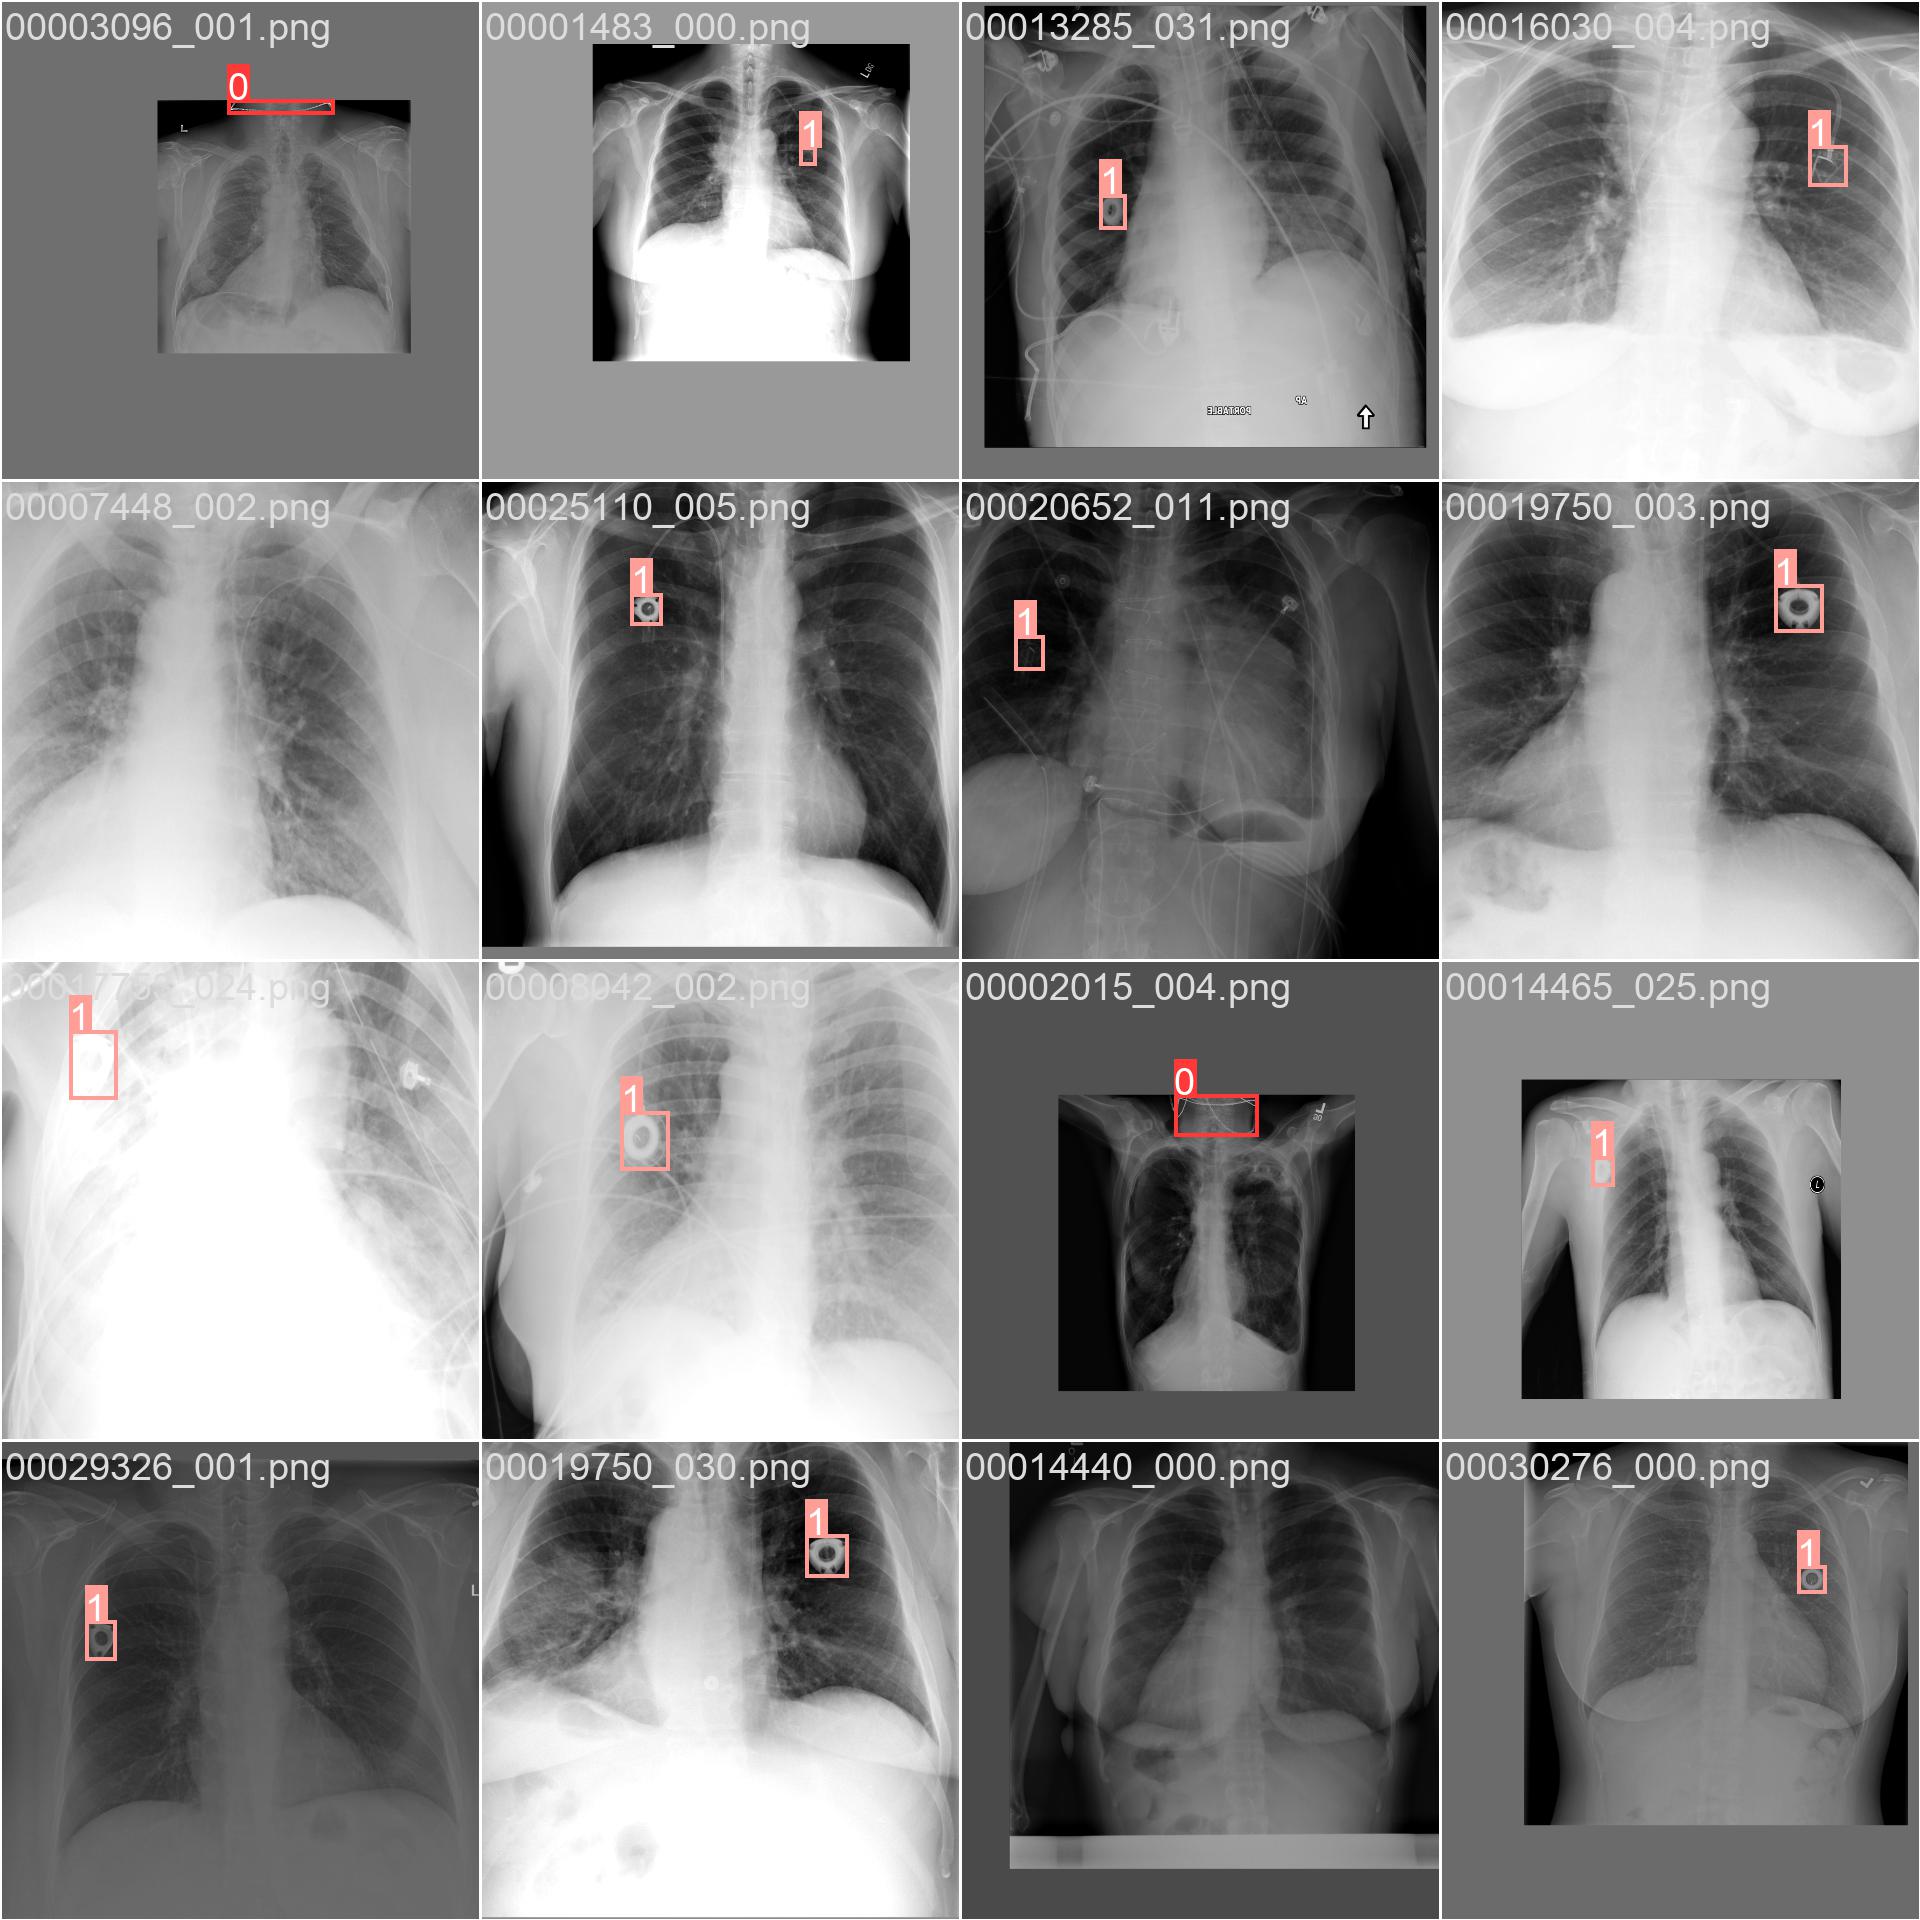 00003096_001.png
0
L
00001483_000.png
1
00013285_031.png
1
PORTABLE
AP
00016030_004.png
1
00007448_002.png
00025110_005.png
1
00020652_011.png
1
00019750_003.png
1
1
00008042_002.png
1
00002015_004.png
0
00014465_025.png
1
L
00029326_001.png
1
L
00019750_030.png
1
00014440_000.png
00030276_000.png
1